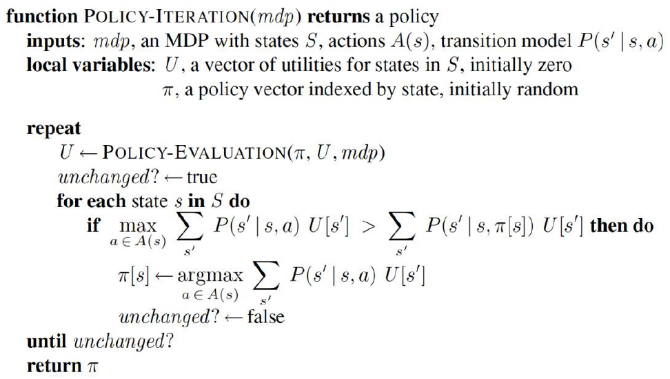 function POLICY-ITERATION(mdp) returns a policy
inputs: mdp, an MDP with states S, actions A(s), transition model P(s′ | s, a)
local variables: U, a vector of utilities for states in S, initially zero
π, a policy vector indexed by state, initially random
repeat
U ← POLICY-EVALUATION(π, U, mdp)
unchanged? ← true
for each state s in S do
if max a ∈ A(s) ∑ s′ P(s′ | s, a) U[s′] > ∑ s′ P(s′ | s, π[s]) U[s′] then do
π[s] ← argmax a ∈ A(s) ∑ s′ P(s′ | s, a) U[s′]
unchanged? ← false
until unchanged?
return π